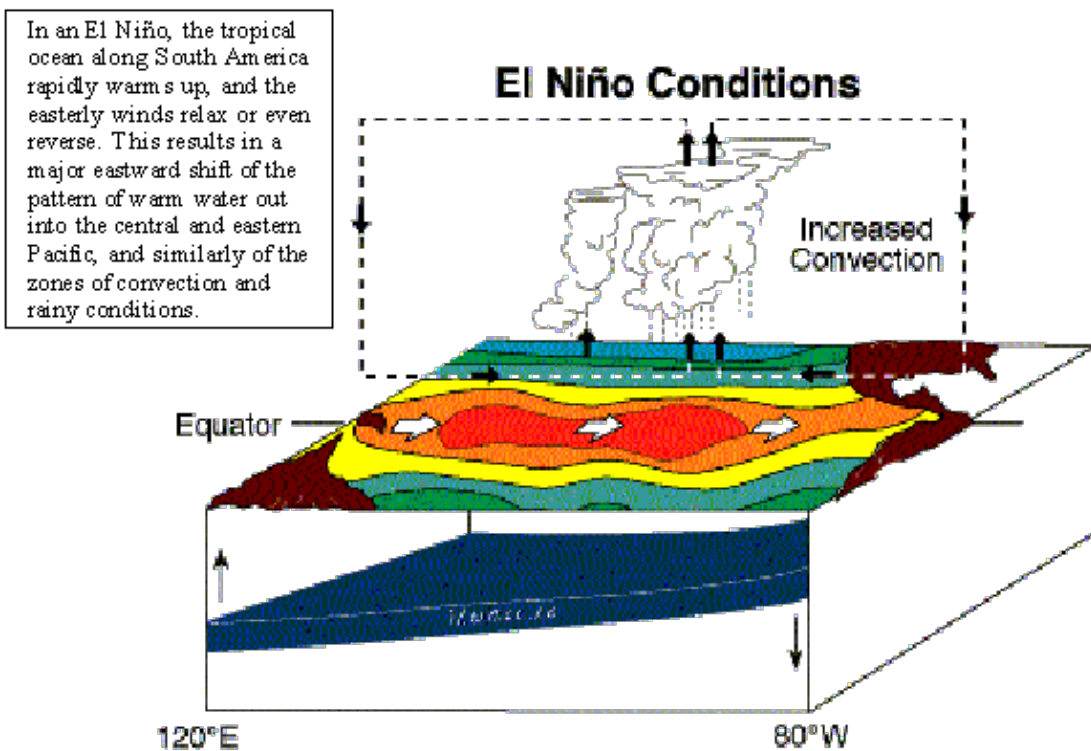 In an El Niño, the tropical
ocean along South America
rapidly warms up, and the
easterly winds relax or even
reverse. This results in a
major eastward shift of the
pattern of warm water out
into the central and eastern
Pacific, and similarly of the
zones of convection and
rainy conditions.
El Niño Conditions
Increased
Convection
Equator
120°E
80°W